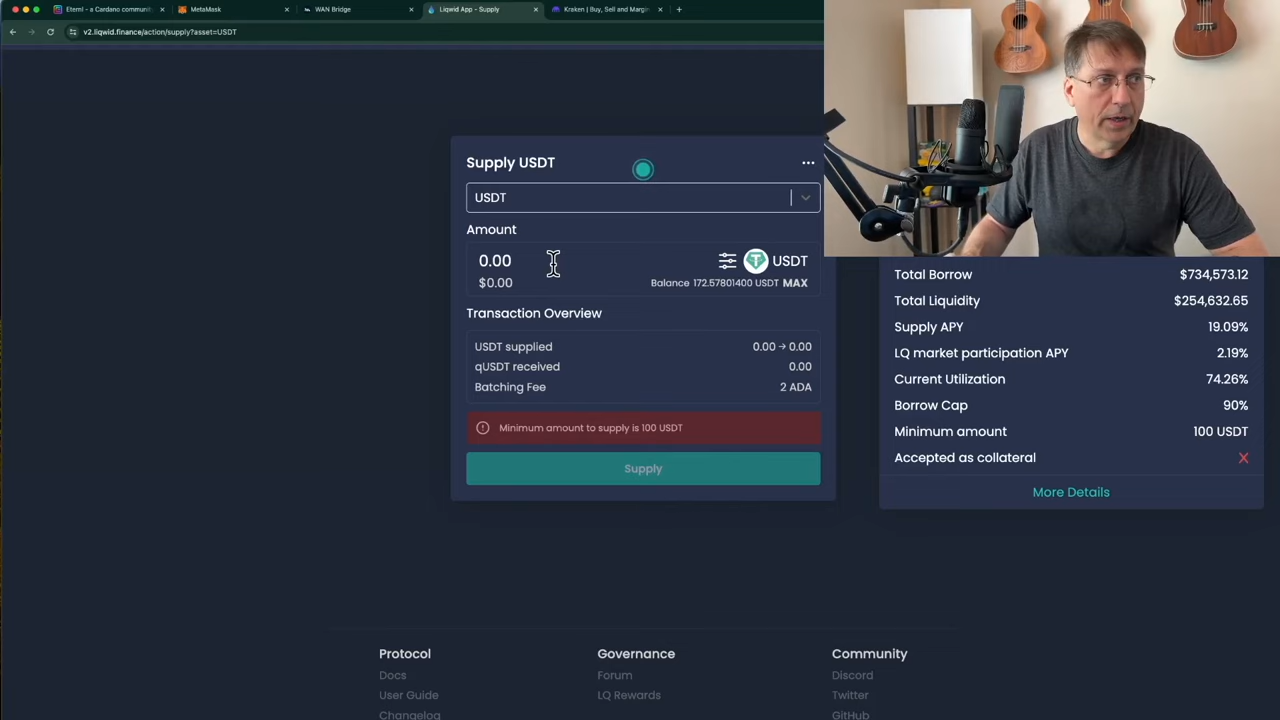 Eternl - a Cardano communit
MetaMask
WAN Bridge
Liqwid App - Supply
Kraken | Buy, Sell and Margin
v2.liqwid.finance/action/supply?asset=USDT
Supply USDT
USDT
Amount
0.00
USDT
$0.00
Balance 172.57801400 USDT MAX
Transaction Overview
USDT supplied 0.00 → 0.00
qUSDT received 0.00
Batching Fee 2 ADA
Minimum amount to supply is 100 USDT
Supply
Total Borrow $734,573.12
Total Liquidity $254,632.65
Supply APY 19.09%
LQ market participation APY 2.19%
Current Utilization 74.26%
Borrow Cap 90%
Minimum amount 100 USDT
Accepted as collateral
More Details
Protocol
Docs
User Guide
Changelog
Governance
Forum
LQ Rewards
Community
Discord
Twitter
GitHub